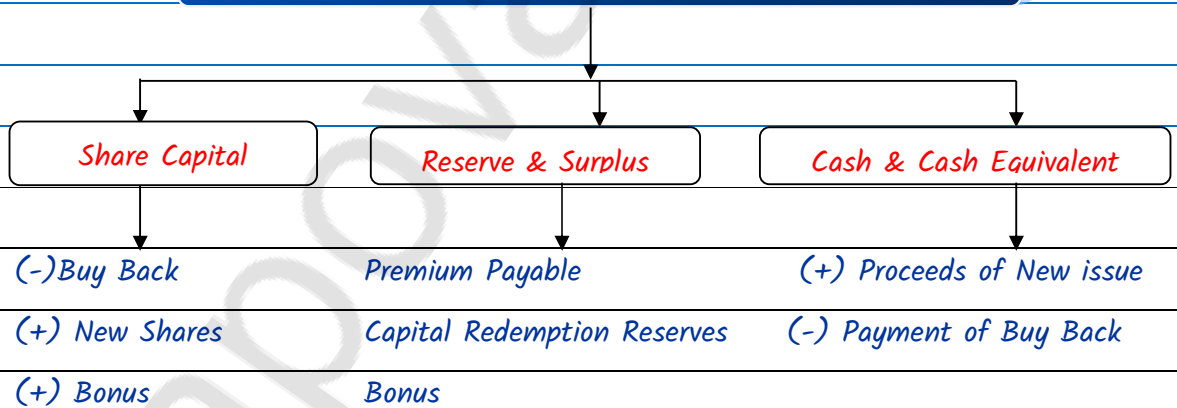 Share Capital
Reserve & Surplus
Cash & Cash Equivalent
(-)Buy Back
Premium Payable
(+) Proceeds of New issue
(+) New Shares
Capital Redemption Reserves
(-) Payment of Buy Back
(+) Bonus
Bonus